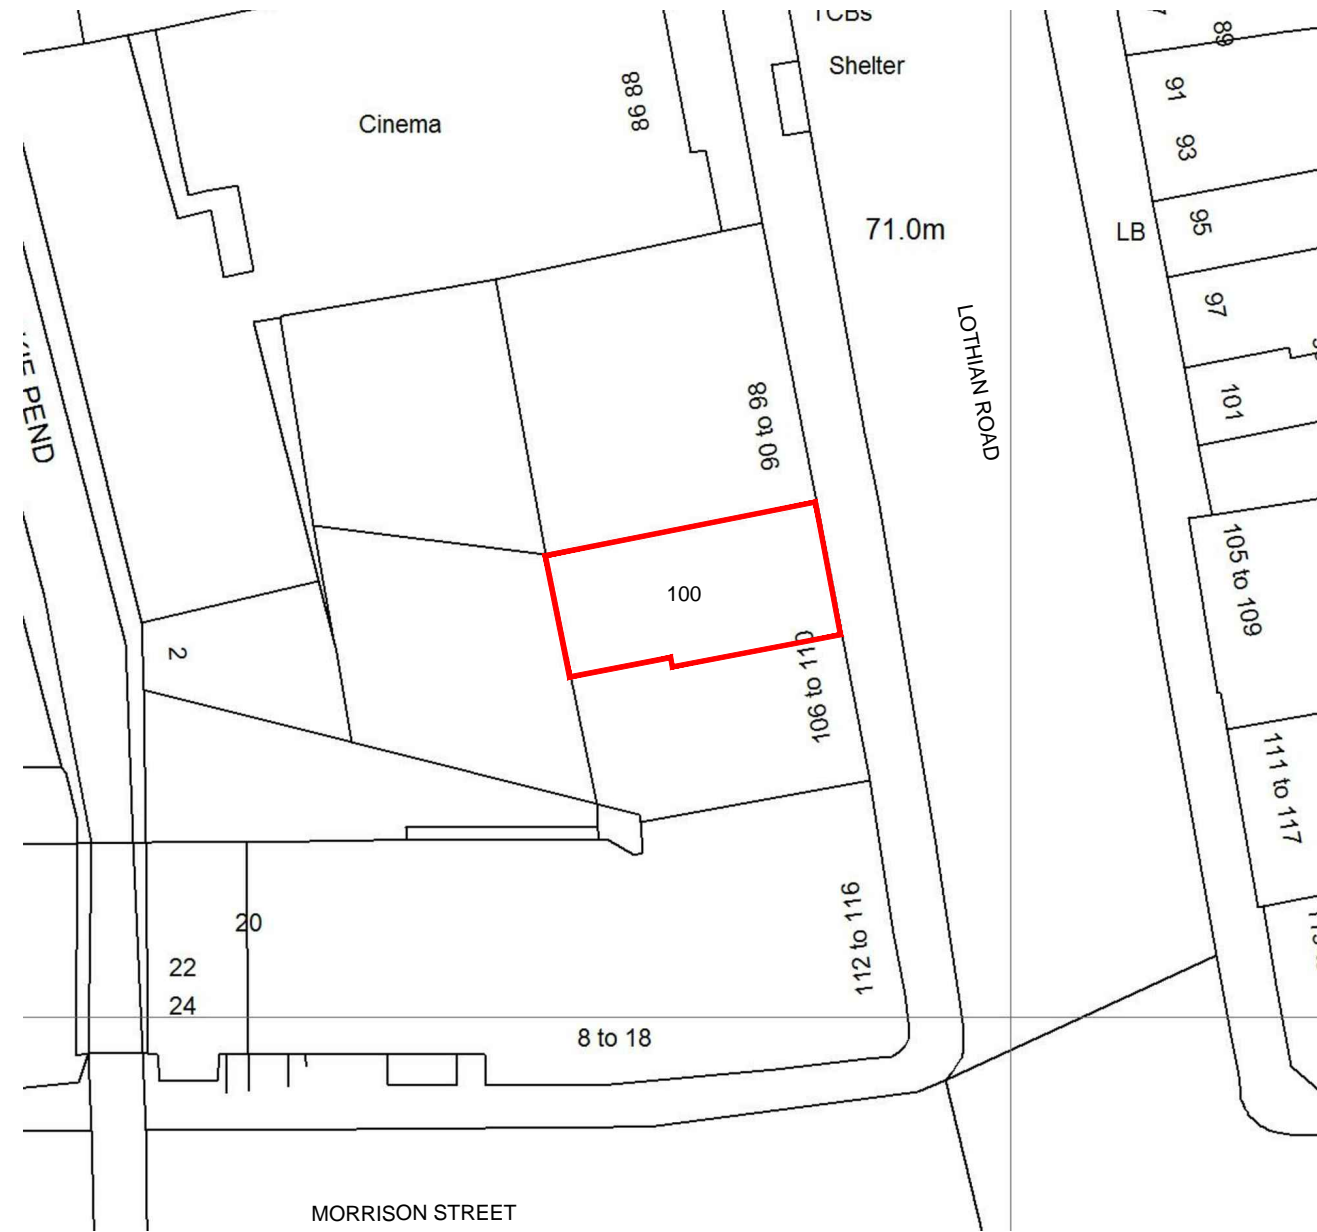 TCBs
Shelter
89
91
93
86 88
Cinema
71.0m
LB
95
97
LOTHIAN ROAD
90 to 98
101
PEND
100
105 to 109
2
106 to 110
111 to 117
112 to 116
20
22
24
8 to 18
MORRISON STREET